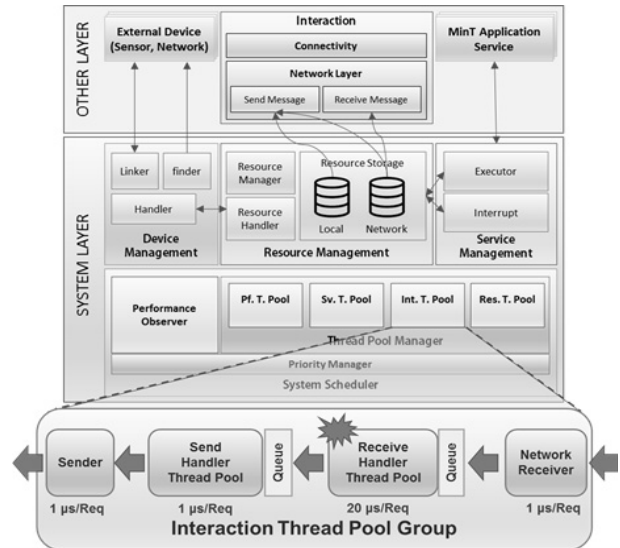 OTHER LAYER
External Device
(Sensor, Network)
Interaction
Connectivity
Network Layer
Send Message
Receive Message
MinT Application
Service
SYSTEM LAYER
Linker
finder
Handler
Device
Management
Resource
Manager
Resource
Handler
Resource Storage
Local
Network
Resource Management
Executor
Interrupt
Service
Management
Performance
Observer
Pf. T. Pool
Sv. T. Pool
Int. T. Pool
Res. T. Pool
Thread Pool Manager
Priority Manager
System Scheduler
Sender
Send
Handler
Thread Pool
Queue
Receive
Handler
Thread Pool
Queue
Network
Receiver
1 µs/Req
1 µs/Req
20 µs/Req
1 µs/Req
Interaction Thread Pool Group